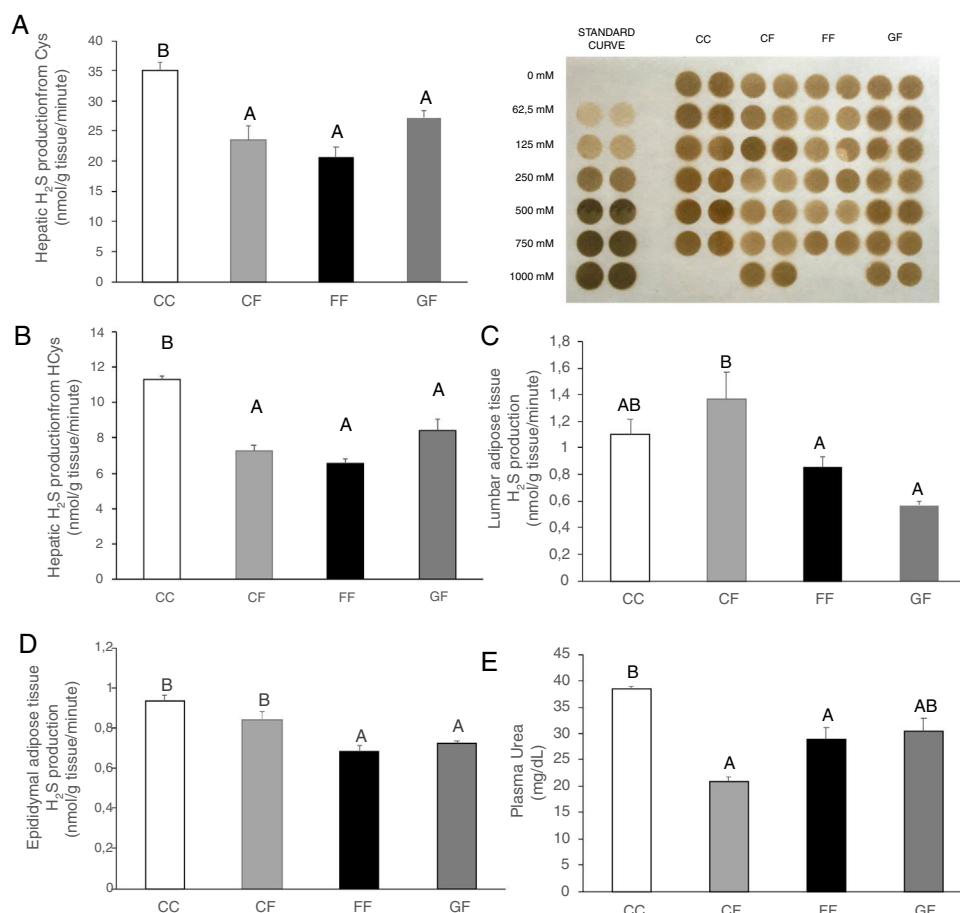 A
Hepatic H₂S productionfrom Cys
(nmol/g tissue/minute)
40
35
30
25
20
15
10
5
0
B
A
A
A
CC
CF
FF
GF
STANDARD
CURVE
CC
CF
FF
GF
0 mM
62,5 mM
125 mM
250 mM
500 mM
750 mM
1000 mM
B
Hepatic H₂S productionfrom HCys
(nmol/g tissue/minute)
14
12
10
8
6
4
2
0
B
A
A
A
CC
CF
FF
GF
C
Lumbar adipose tissue
H₂S production
(nmol/g tissue/minute)
1,8
1,6
1,4
1,2
1
0,8
0,6
0,4
0,2
0
AB
B
A
A
CC
CF
FF
GF
D
Epididymal adipose tissue
H₂S production
(nmol/g tissue/minute)
1,2
1
0,8
0,6
0,4
0,2
0
B
B
A
A
CC
CF
FF
GF
E
Plasma Urea
(mg/dL)
45
40
35
30
25
20
15
10
5
0
B
A
A
AB
CC
CF
FF
GF